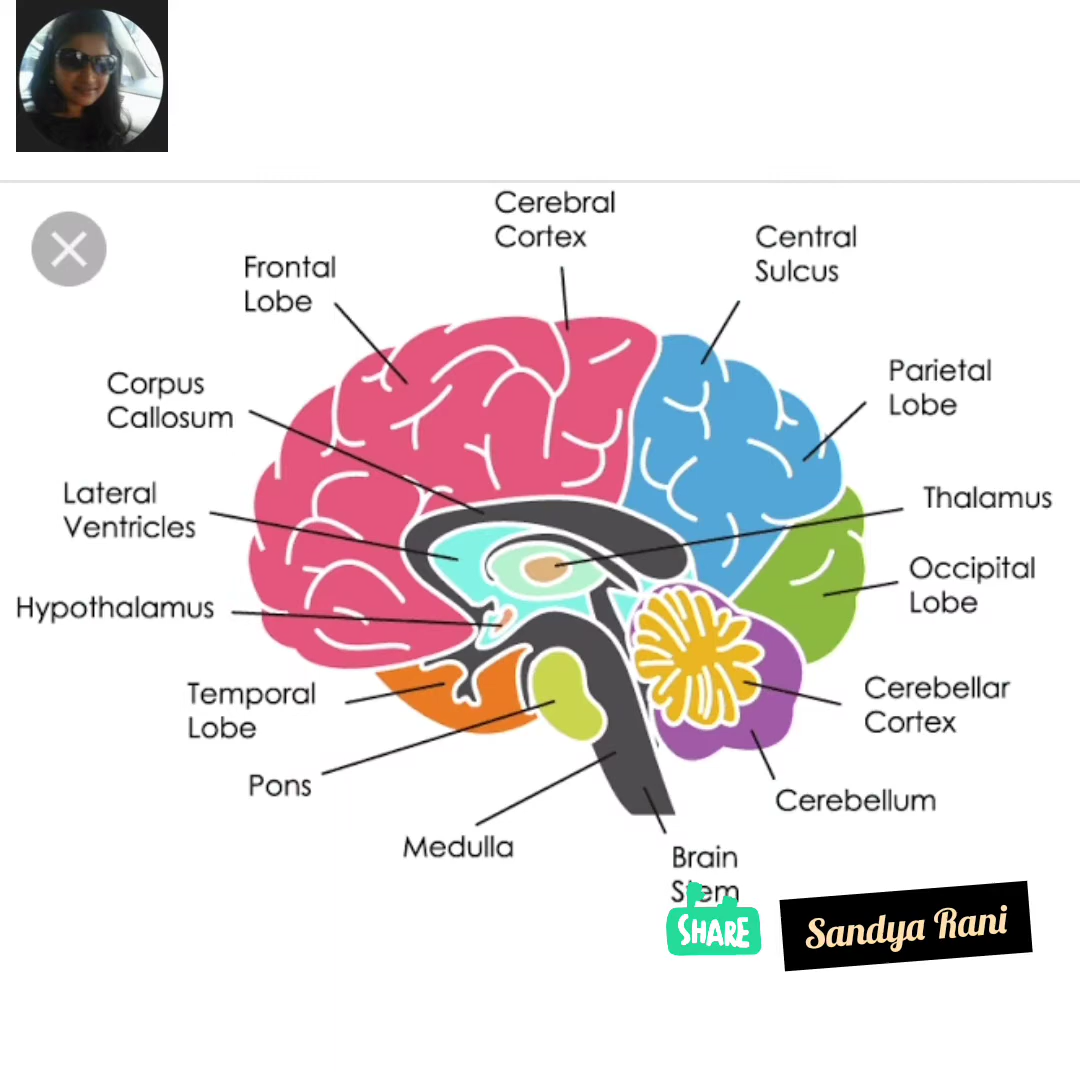 Cerebral
Cortex
Central
Sulcus
Frontal
Lobe
Parietal
Lobe
Corpus
Callosum
Lateral
Ventricles
Thalamus
Occipital
Lobe
Hypothalamus
Temporal
Lobe
Cerebellar
Cortex
Pons
Cerebellum
Medulla
Brain
Stem
SHARE
Sandya Rani